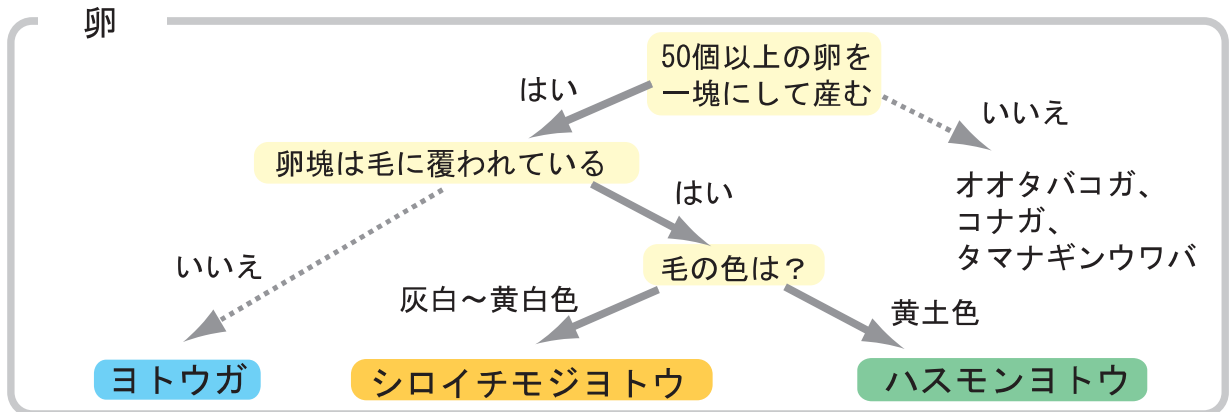 卵
50個以上の卵を
一塊にして産む
はい
いいえ
卵塊は毛に覆われている
オオタバコガ、
コナガ、
タマナギンウワバ
はい
いいえ
毛の色は？
灰白～黄白色
黄土色
ヨトウガ
シロイチモジヨトウ
ハスモンヨトウ